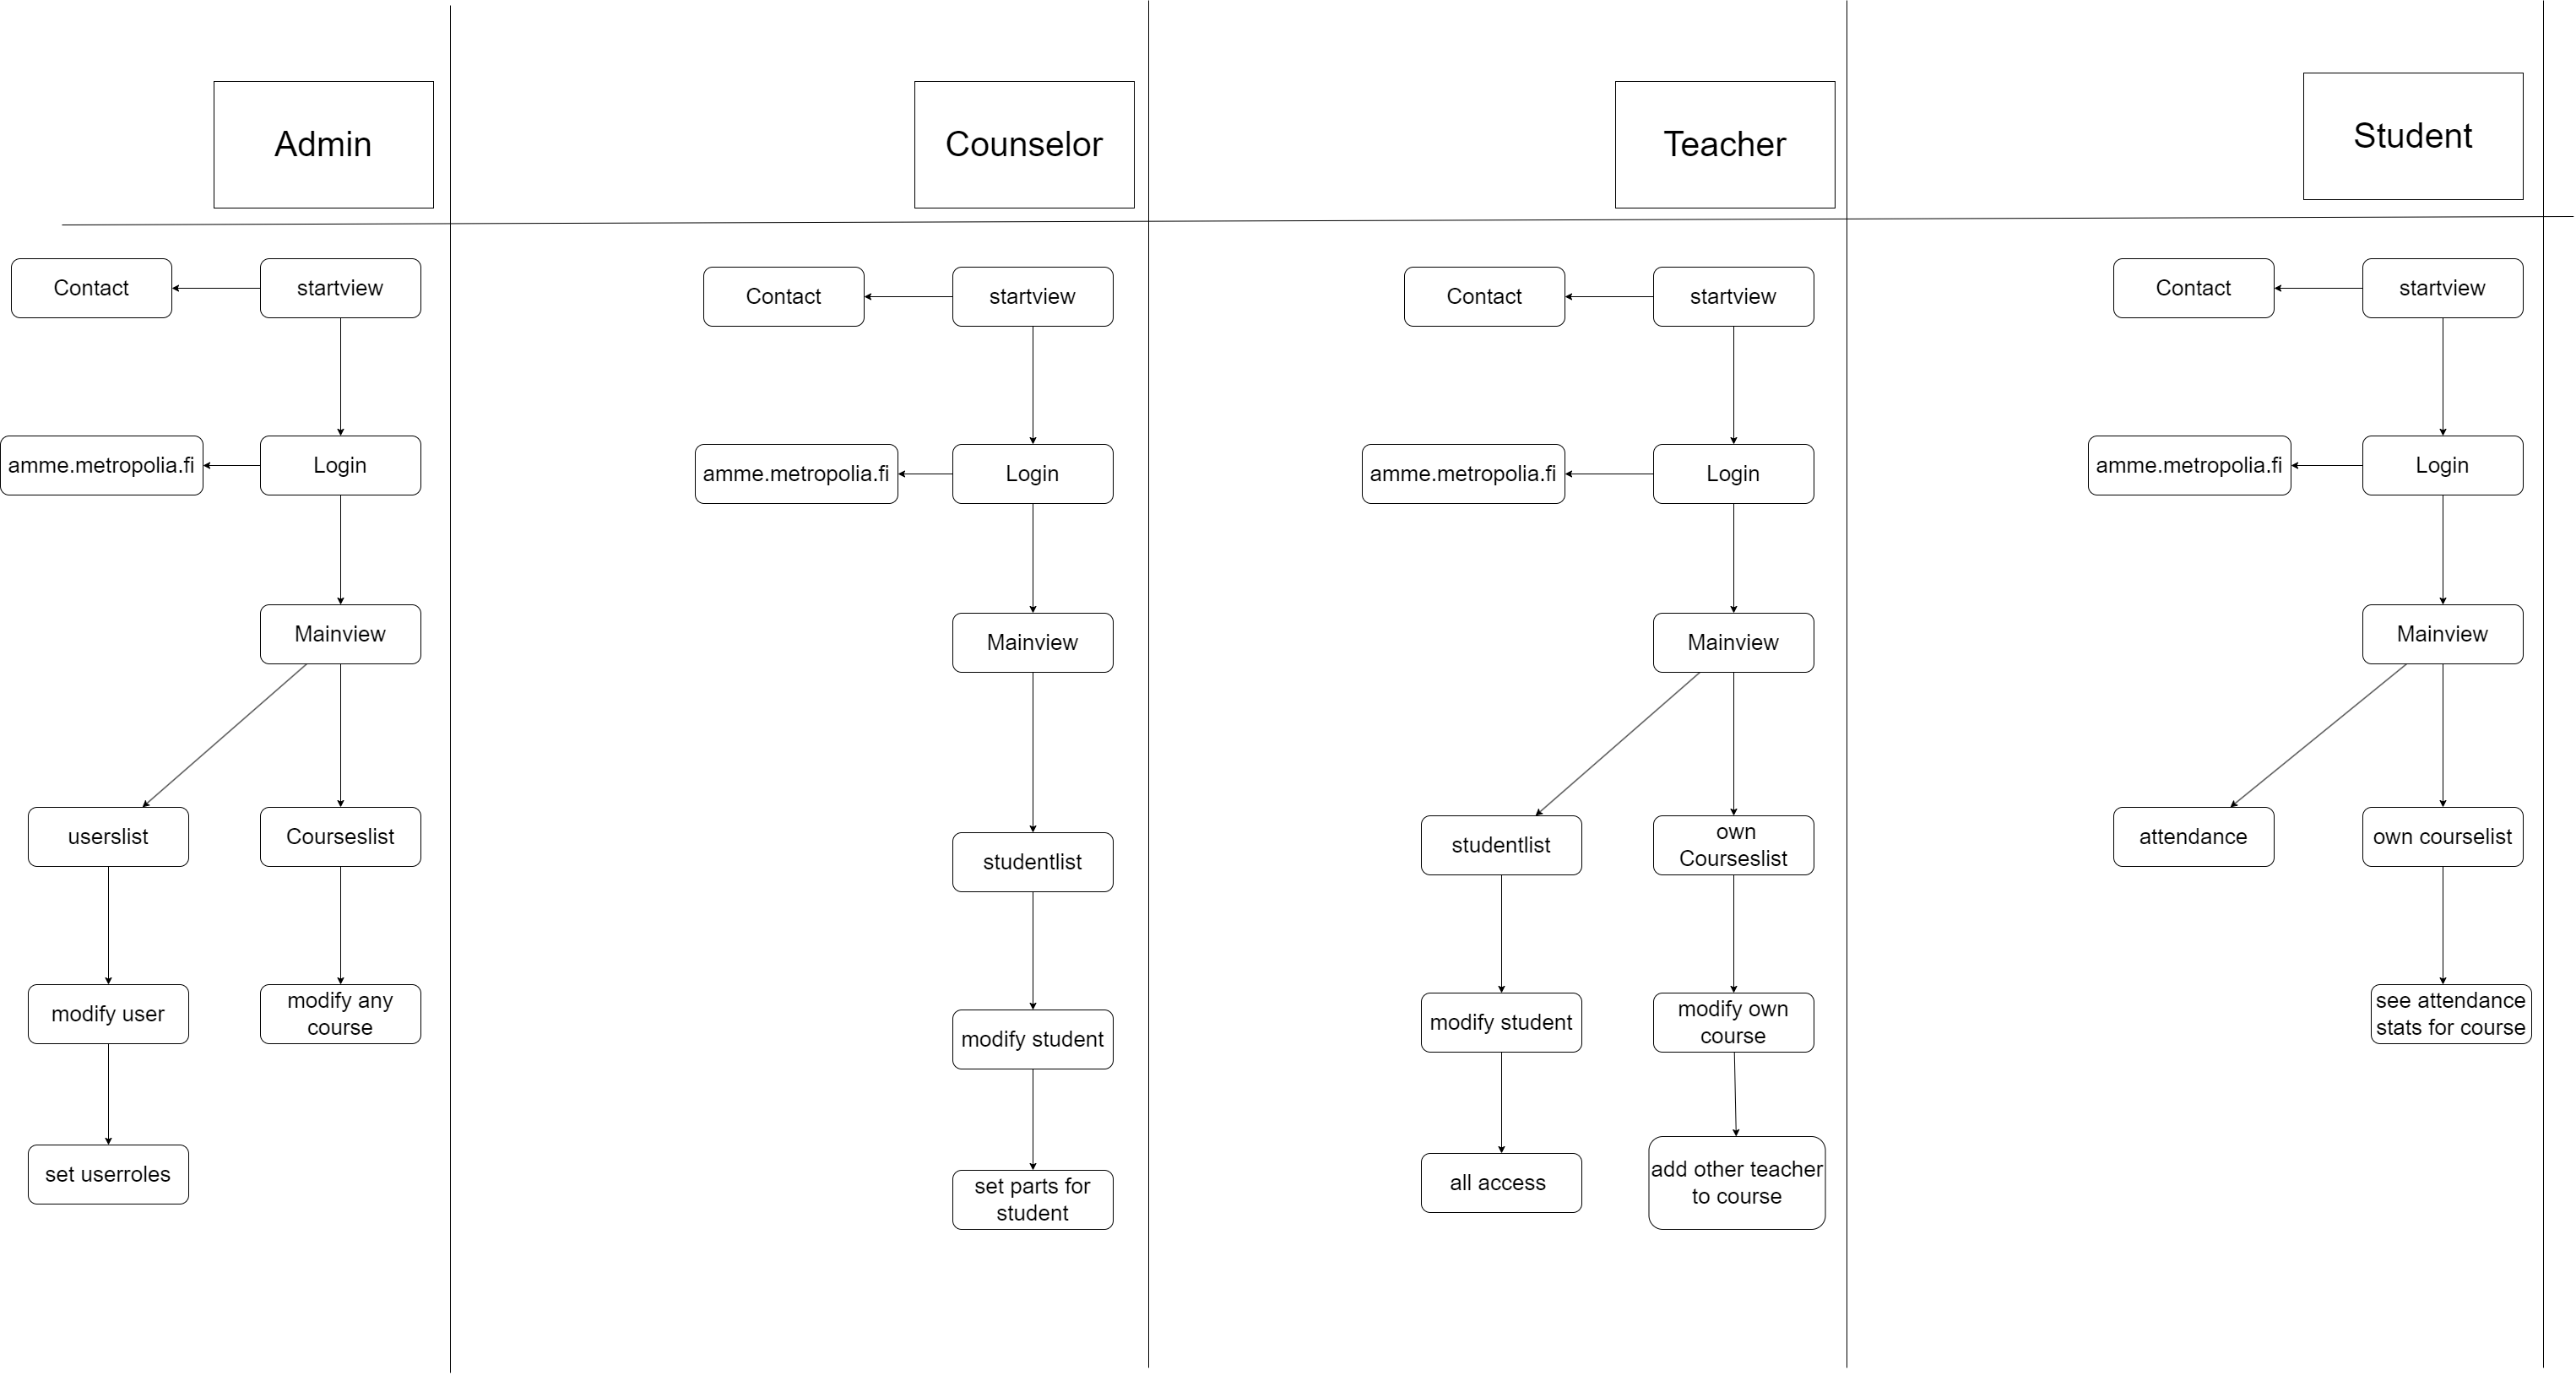 Admin
Counselor
Teacher
Student
Contact
startview
amme.metropolia.fi
Login
Mainview
userslist
Courseslist
modify user
modify any
course
set userroles
Contact
startview
amme.metropolia.fi
Login
Mainview
studentlist
modify student
set parts for
student
Contact
startview
amme.metropolia.fi
Login
Mainview
studentlist
own
Courseslist
modify student
modify own
course
all access
add other teacher
to course
Contact
startview
amme.metropolia.fi
Login
Mainview
attendance
own courselist
see attendance
stats for course